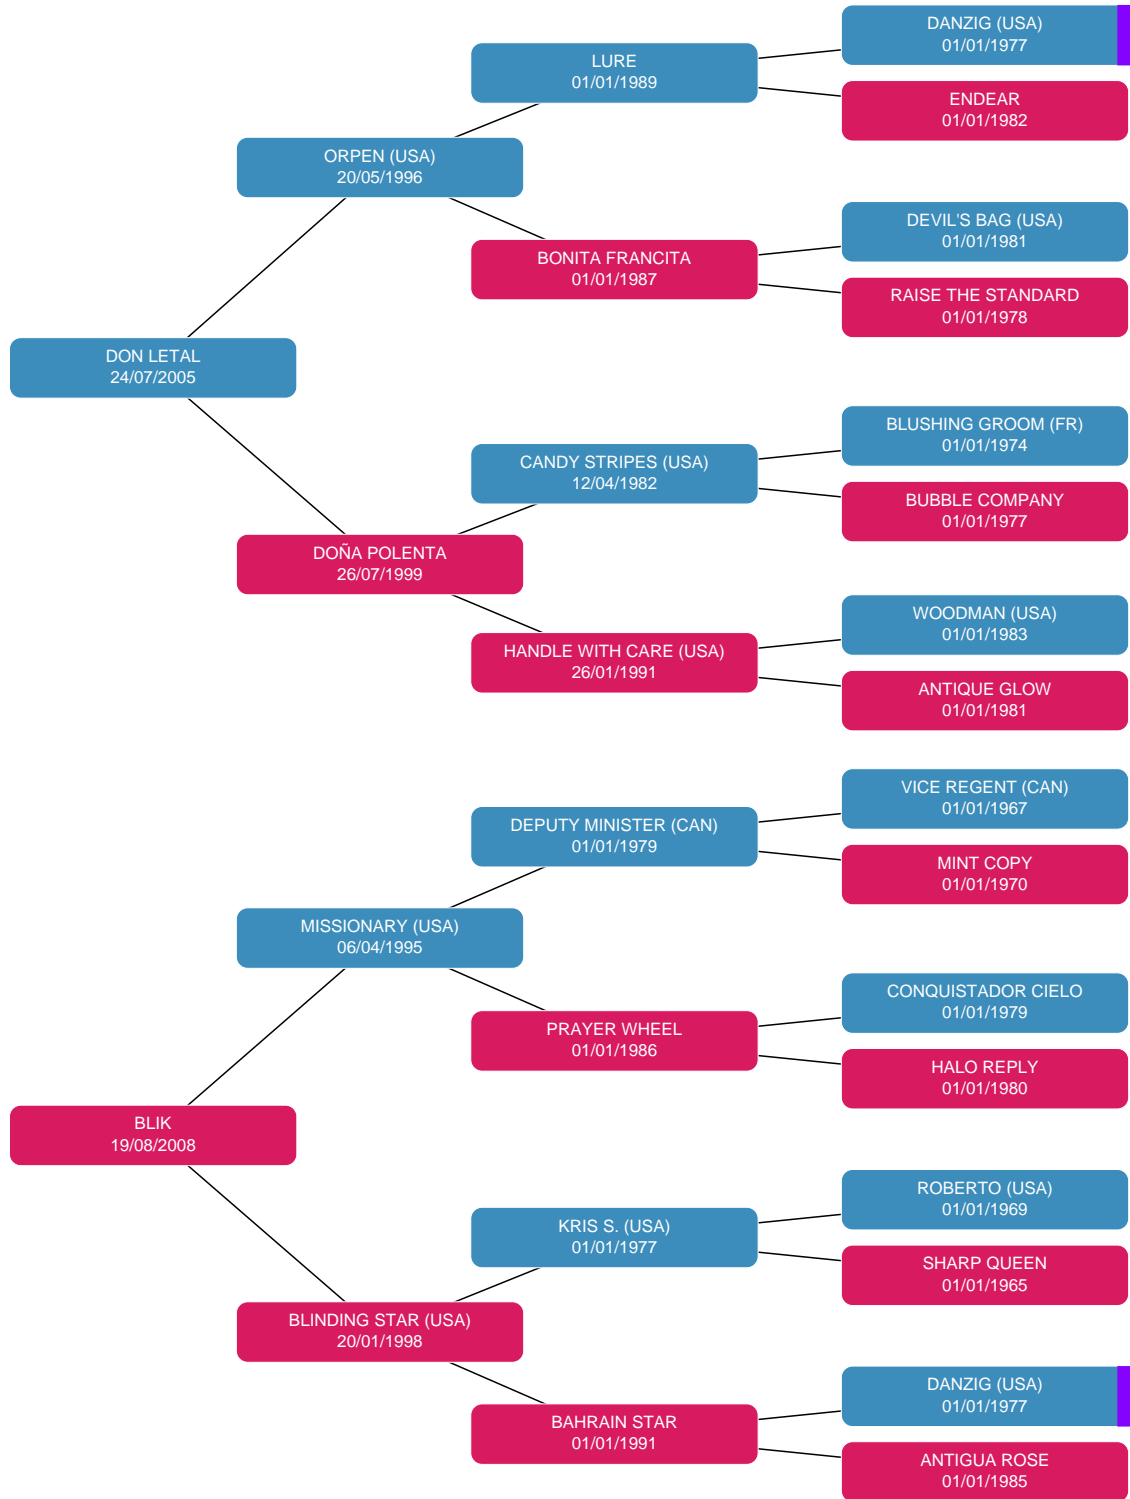 DANZIG (USA)
01/01/1977
LURE
01/01/1989
ENDEAR
01/01/1982
ORPEN (USA)
20/05/1996
DEVIL'S BAG (USA)
01/01/1981
BONITA FRANCITA
01/01/1987
RAISE THE STANDARD
01/01/1978
DON LETAL
24/07/2005
BLUSHING GROOM (FR)
01/01/1974
CANDY STRIPES (USA)
12/04/1982
BUBBLE COMPANY
01/01/1977
DOÑA POLENTA
26/07/1999
WOODMAN (USA)
01/01/1983
HANDLE WITH CARE (USA)
26/01/1991
ANTIQUE GLOW
01/01/1981
VICE REGENT (CAN)
01/01/1967
DEPUTY MINISTER (CAN)
01/01/1979
MINT COPY
01/01/1970
MISSIONARY (USA)
06/04/1995
CONQUISTADOR CIELO
01/01/1979
PRAYER WHEEL
01/01/1986
HALO REPLY
01/01/1980
BLIK
19/08/2008
ROBERTO (USA)
01/01/1969
KRIS S. (USA)
01/01/1977
SHARP QUEEN
01/01/1965
BLINDING STAR (USA)
20/01/1998
DANZIG (USA)
01/01/1977
BAHRAIN STAR
01/01/1991
ANTIGUA ROSE
01/01/1985